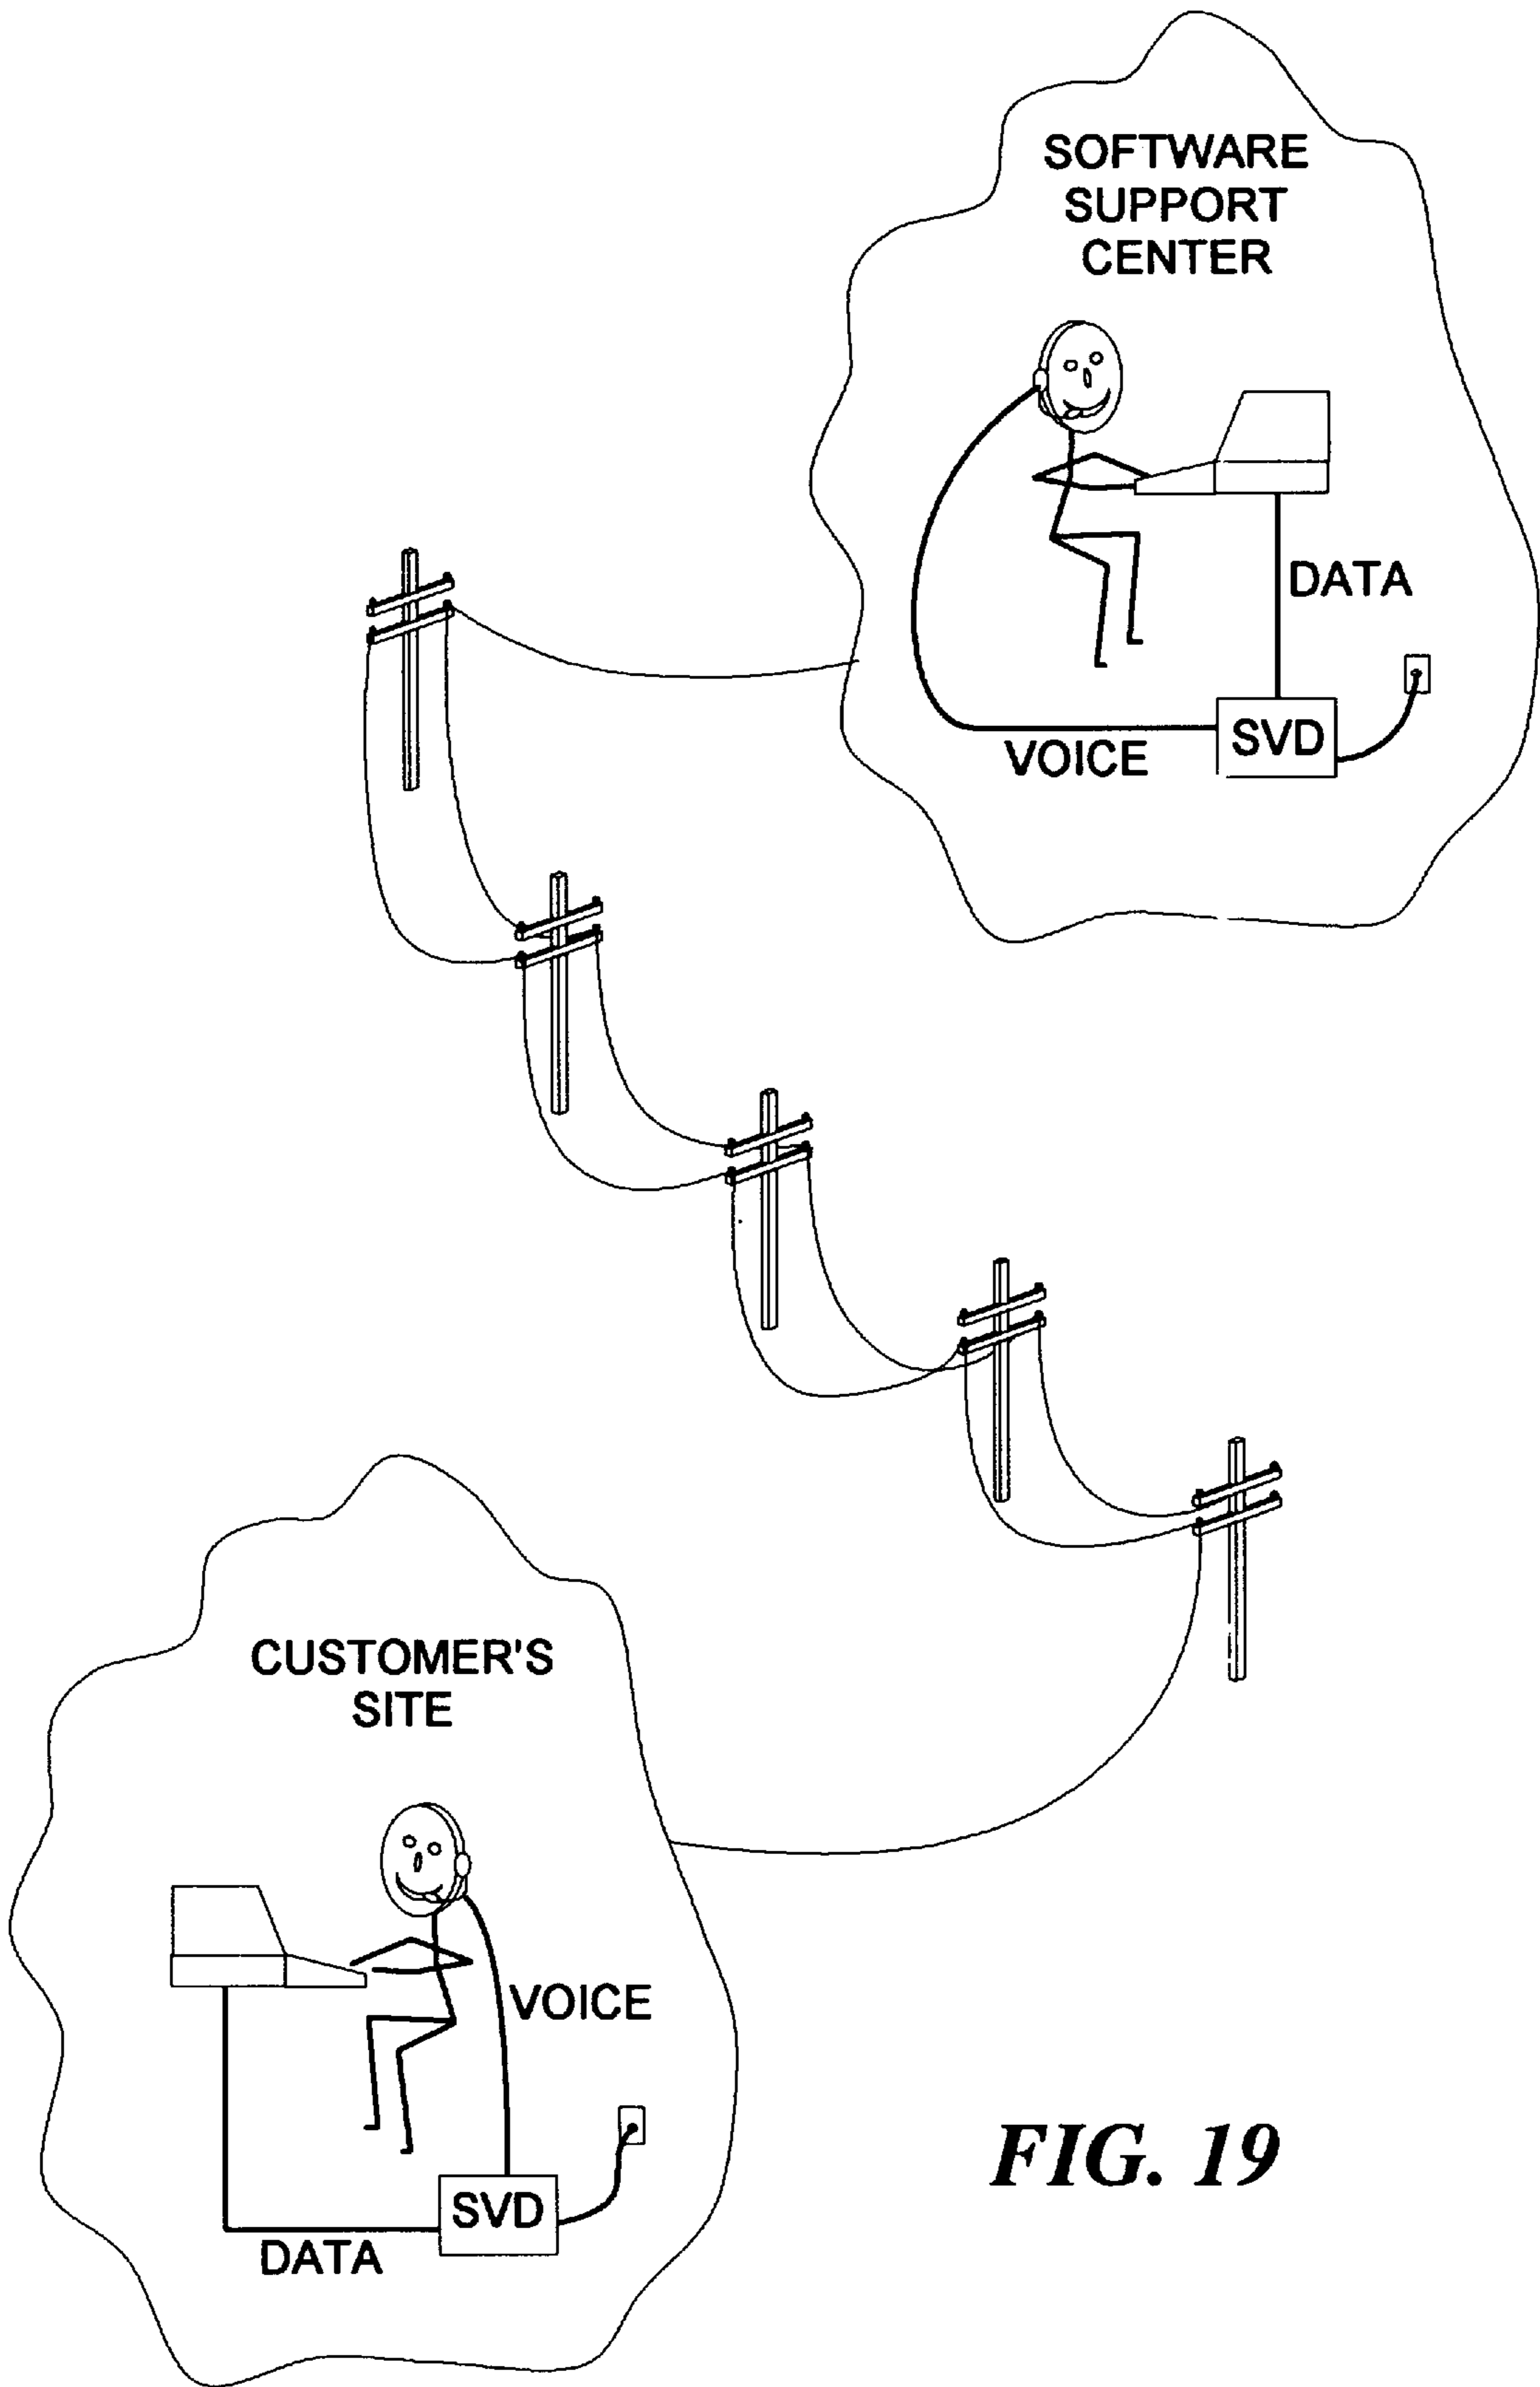 SOFTWARE
SUPPORT
CENTER
DATA
SVD
VOICE
CUSTOMER'S
SITE
VOICE
SVD
DATA
FIG. 19